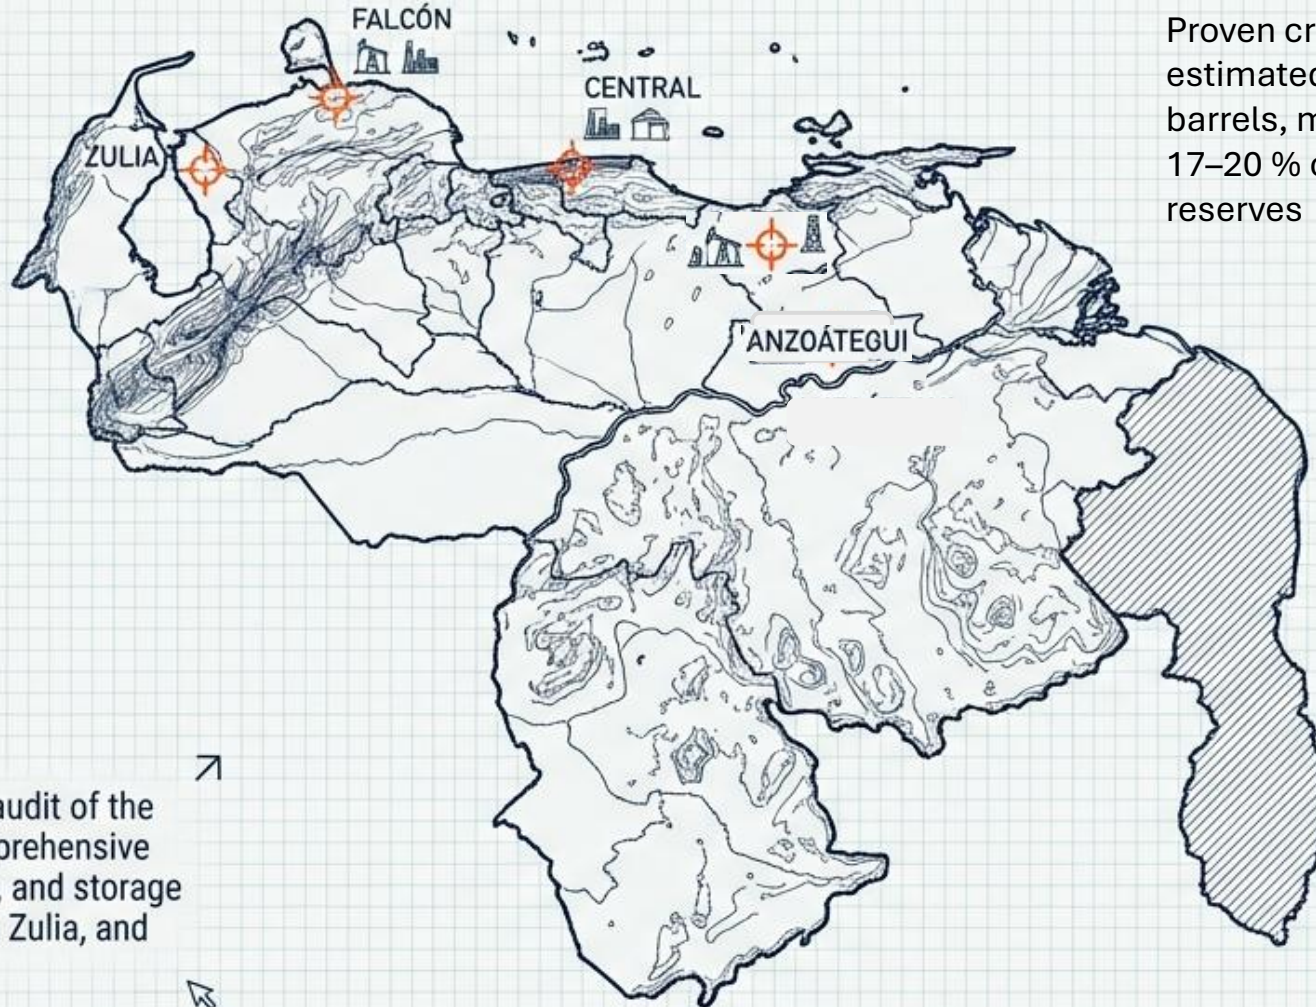 FALCÓN
CENTRAL
ZULIA
ANZOÁTEGUI
Proven cr
estimated
barrels, m
17–20 % o
reserves
audit of the
prehensive
, and storage
Zulia, and